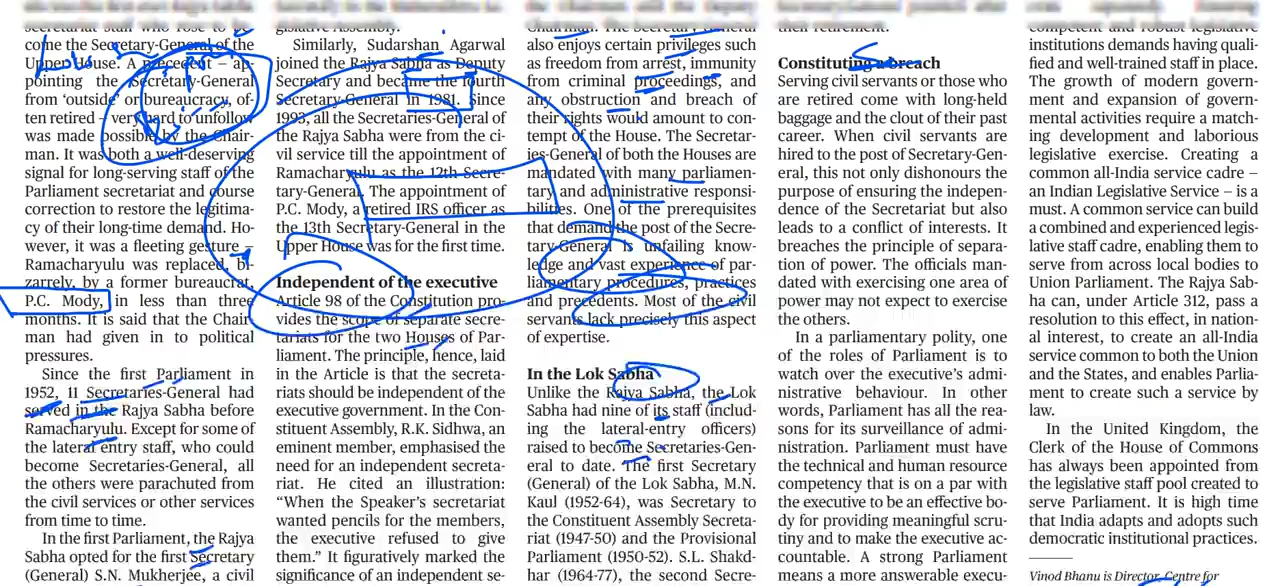 secretariat staff who rose to be-
come the Secretary-General of the
Upper House. A precedent – ap-
pointing the Secretary-General
from ‘outside’ or bureaucracy, of-
ten retired – very hard to unfollow
was made possible by the Chair-
man. It was both a well-deserving
signal for long-serving staff of the
Parliament secretariat and course
correction to restore the legitima-
cy of their long-time demand. Ho-
wever, it was a fleeting gesture –
Ramacharyulu was replaced, bi-
zarrely, by a former bureaucrat,
P.C. Mody, in less than three
months. It is said that the Chair
man had given in to political
pressures.
Since the first Parliament in
1952, 11 Secretaries-General had
served in the Rajya Sabha before
Ramacharyulu. Except for some of
the lateral entry staff, who could
become Secretaries-General, all
the others were parachuted from
the civil services or other services
from time to time.
In the first Parliament, the Rajya
Sabha opted for the first Secretary
(General) S.N. Mukherjee, a civil
gislative Assembly.
Similarly, Sudarshan Agarwal
joined the Rajya Sabha as Deputy
Secretary and became the fourth
Secretary-General in 1981. Since
1993, all the Secretaries-General of
the Rajya Sabha were from the ci-
vil service till the appointment of
Ramacharyulu as the 12th Secre-
tary-General. The appointment of
P.C. Mody, a retired IRS officer as
the 13th Secretary-General in the
Upper House was for the first time.
Independent of the executive
Article 98 of the Constitution pro-
vides the scope of separate secre-
tariats for the two Houses of Par-
liament. The principle, hence, laid
in the Article is that the secreta-
riats should be independent of the
executive government. In the Con-
stituent Assembly, R.K. Sidhwa, an
eminent member, emphasised the
need for an independent secreta-
riat. He cited an illustration:
“When the Speaker’s secretariat
wanted pencils for the members,
the executive refused to give
them.” It figuratively marked the
significance of an independent se-
Chairman. The Secretary-General
also enjoys certain privileges such
as freedom from arrest, immunity
from criminal proceedings, and
any obstruction and breach of
their rights would amount to con-
tempt of the House. The Secretar-
ies-General of both the Houses are
mandated with many parliamen-
tary and administrative responsi-
bilities. One of the prerequisites
that demand the post of the Secre-
tary-General is unfailing know-
ledge and vast experience of par-
liamentary procedures, practices
and precedents. Most of the civil
servants lack precisely this aspect
of expertise.
In the Lok Sabha
Unlike the Rajya Sabha, the Lok
Sabha had nine of its staff (includ-
ing the lateral-entry officers)
raised to become Secretaries-Gen-
eral to date. The first Secretary
(General) of the Lok Sabha, M.N.
Kaul (1952-64), was Secretary to
the Constituent Assembly Secreta-
riat (1947-50) and the Provisional
Parliament (1950-52). S.L. Shakd-
har (1964-77), the second Secre-
their retirement.
Constituting a breach
Serving civil servants or those who
are retired come with long-held
baggage and the clout of their past
career. Whn civil servants are
hired to the post of Secretary-Gen-
eral, this not only dishonours the
purpose of ensuring the indepen-
dence of the Secretariat but also
leads to a conflict of interests. It
breaches the principle of separa-
tion of power. The officials man-
dated with exercising one area of
power may not expect to exercise
the others.
In a parliamentary polity, one
of the roles of Parliament is to
watch over the executive’s admi-
nistrative behaviour. In other
words, Parliament has all the rea-
sons for its surveillance of admi-
nistration. Parliament must have
the technical and human resource
competency that is on a par with
the executive to be an effective bo-
dy for providing meaningful scru-
tiny and to make the executive ac-
countable. A strong Parliament
means a more answerable execu-
competent and robust legislative
institutions demands having quali-
fied and well-trained staff in place.
The growth of modern govern-
ment and expansion of govern-
mental activities require a match-
ing development and laborious
legislative exercise. Creating a
common all-India service cadre –
an Indian Legislative Service – is a
must. A common service can build
a combined and experienced legis-
lative staff cadre, enabling them to
serve from across local bodies to
Union Parliament. The Rajya Sab-
ha can, under Article 312, pass a
resolution to this effect, in nation-
al interest, to create an all-India
service common to both the Union
and the States, and enables Parlia-
ment to create such a service by
law.
In the United Kingdom, the
Clerk of the House of Commons
has always been appointed from
the legislative staff pool created to
serve Parliament. It is high time
that India adapts and adopts such
democratic institutional practices.
Vinod Bhanu is Director, Centre for